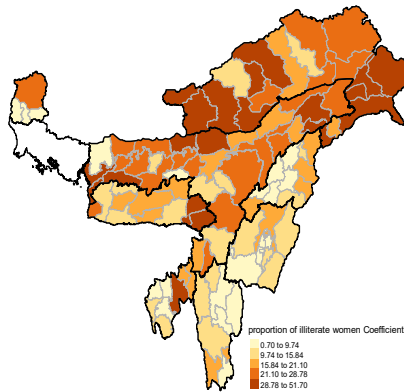 proportion of illiterate women Coefficient
0.70 to 9.74
9.74 to 15.84
15.84 to 21.10
21.10 to 28.78
28.78 to 51.70